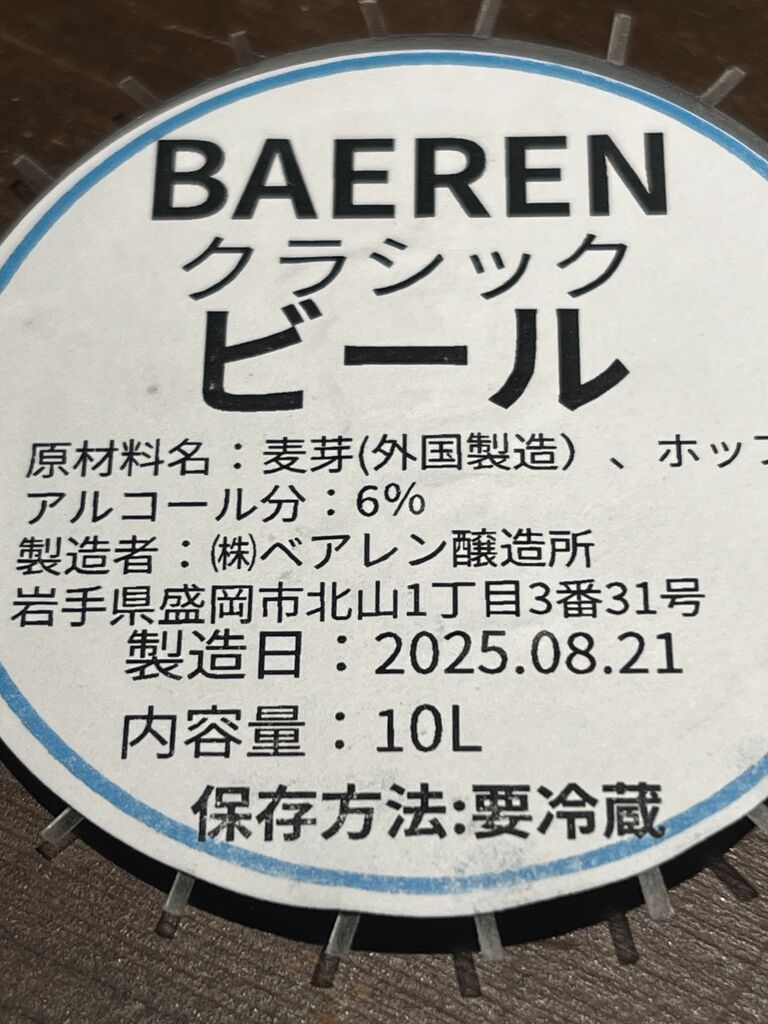 BAEREN
クラシック
ビール
原材料名：麦芽(外国製造）、ホップ
アルコール分：6%
製造者：㈱ベアレン醸造所
岩手県盛岡市北山1丁目3番31号
製造日：2025.08.21
内容量：10L
保存方法:要冷蔵